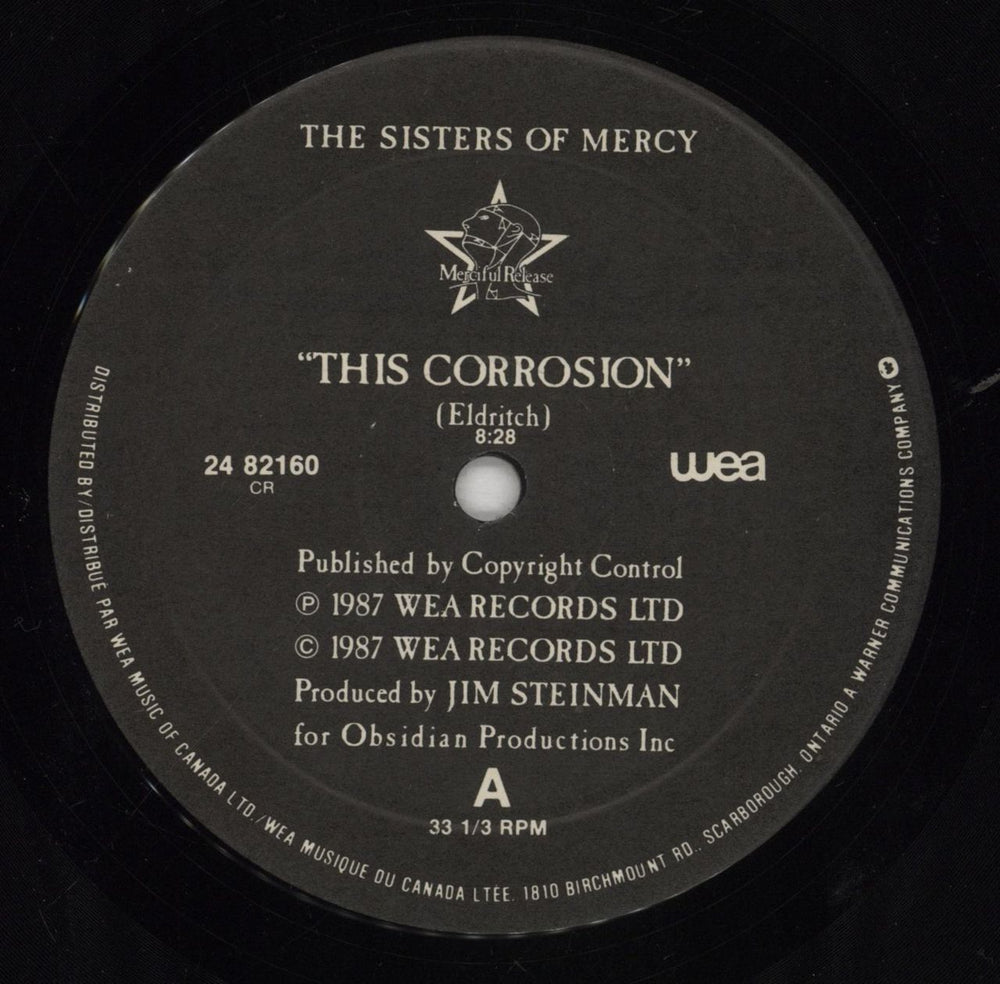 THE SISTERS OF MERCY
Merciful Release
“THIS CORROSION”
(Eldritch)
8:28
24 82160
CR
wea
Published by Copyright Control
℗ 1987 WEA RECORDS LTD
© 1987 WEA RECORDS LTD
Produced by JIM STEINMAN
for Obsidian Productions Inc
A
33 1/3 RPM
DISTRIBUTED BY/DISTRIBUÉ PAR WEA MUSIC OF CANADA LTD./WEA MUSIQUE DU CANADA LTÉE. 1810 BIRCHMOUNT RD., SCARBOROUGH. ONTARIO A WARNER COMMUNICATIONS COMPANY